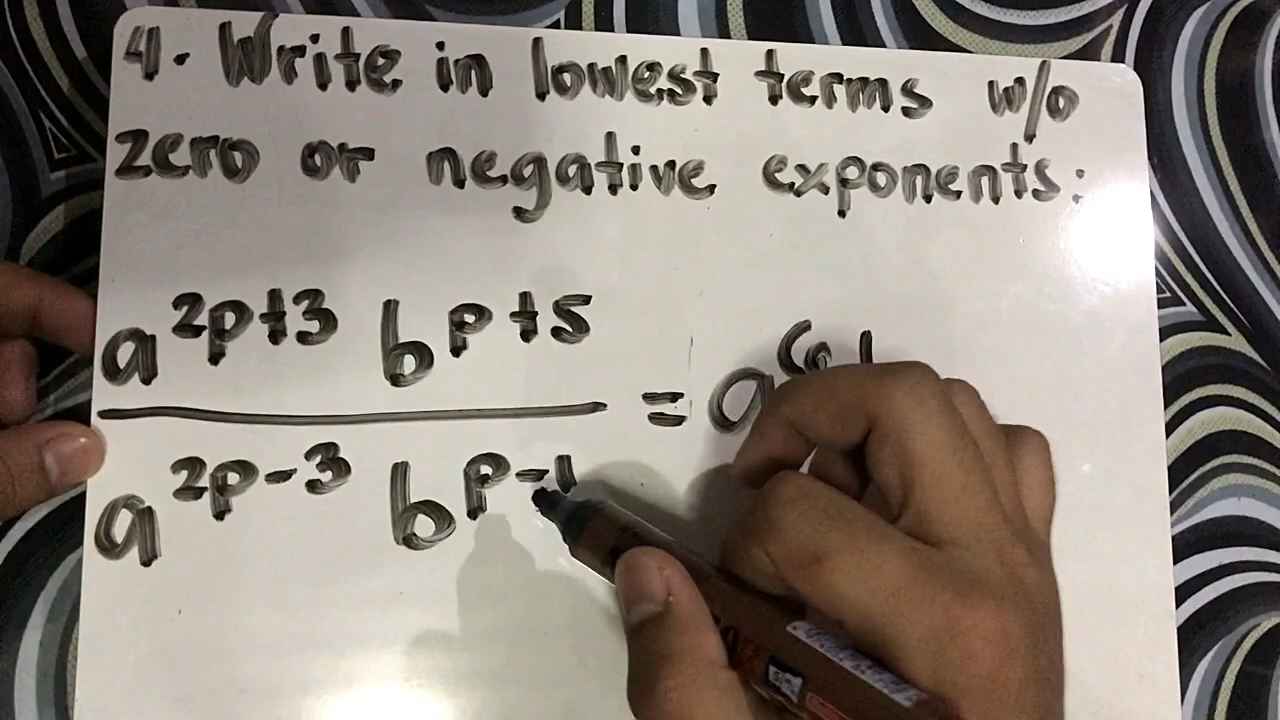 4. Write in lowest terms w/o
zero or negative exponents:
a^{2p+3} b^{p+5}
a^{2p-3} b^{p-1}
= a^6